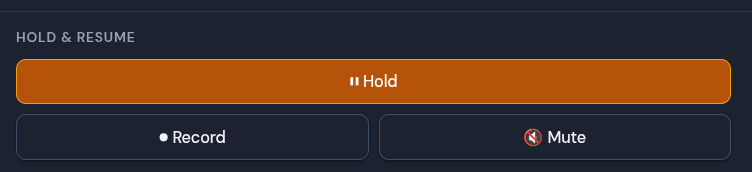 HOLD & RESUME
⏸ Hold
⏺ Record
🔇 Mute